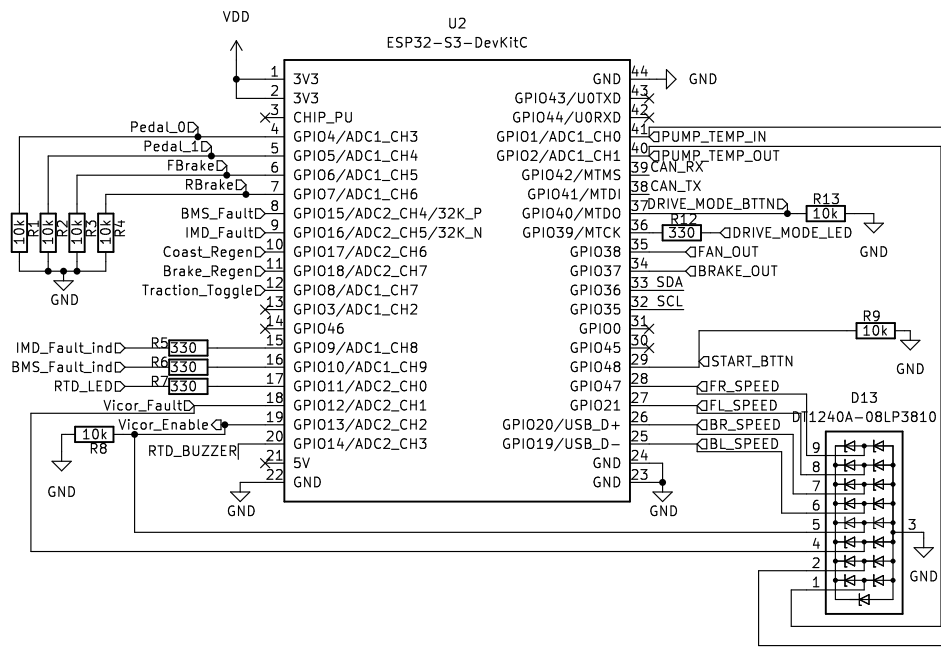 VDD
U2
ESP32-S3-DevKitC
1 3V3
2 3V3
3 CHIP_PU
Pedal_0 4 GPIO4/ADC1_CH3
Pedal_1 5 GPIO5/ADC1_CH4
FBrake 6 GPIO6/ADC1_CH5
RBrake 7 GPIO7/ADC1_CH6
BMS_Fault 8 GPIO15/ADC2_CH4/32K_P
IMD_Fault 9 GPIO16/ADC2_CH5/32K_N
Coast_Regen 10 GPIO17/ADC2_CH6
Brake_Regen 11 GPIO18/ADC2_CH7
Traction_Toggle 12 GPIO8/ADC1_CH7
13 GPIO3/ADC1_CH2
14 GPIO46
IMD_Fault_ind R5 330 15 GPIO9/ADC1_CH8
BMS_Fault_ind R6 330 16 GPIO10/ADC1_CH9
RTD_LED R7 330 17 GPIO11/ADC2_CH0
Vicor_Fault 18 GPIO12/ADC2_CH1
Vicor_Enable 19 GPIO13/ADC2_CH2
RTD_BUZZER 20 GPIO14/ADC2_CH3
21 5V
22 GND
10k R1
10k R2
10k R3
10k R4
GND
10k
R8
GND
GND
GND 44 GND
GPIO43/U0TXD 43
GPIO44/U0RXD 42
GPIO1/ADC1_CH0 41 PUMP_TEMP_IN
GPIO2/ADC1_CH1 40 PUMP_TEMP_OUT
GPIO42/MTMS 39 CAN_RX
GPIO41/MTDI 38 CAN_TX
GPIO40/MTDO 37 DRIVE_MODE_BTTN
GPIO39/MTCK 36 R12 330 DRIVE_MODE_LED
GPIO38 35 FAN_OUT
GPIO37 34 BRAKE_OUT
GPIO36 33 SDA
GPIO35 32 SCL
GPIO0 31
GPIO45 30
GPIO48 29 START_BTTN
GPIO47 28 FR_SPEED
GPIO21 27 FL_SPEED
GPIO20/USB_D+ 26 BR_SPEED
GPIO19/USB_D- 25 BL_SPEED
GND 24
GND 23
GND
R13
10k
GND
R9
10k
GND
D13
DT1240A-08LP3810
9
8
7
6
5
4
2
1
3
GND